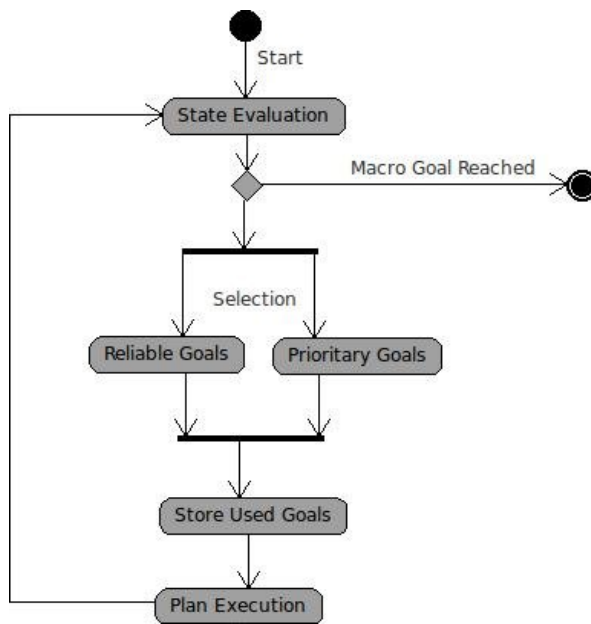 Start
State Evaluation
Macro Goal Reached
Selection
Reliable Goals
Prioritary Goals
Store Used Goals
Plan Execution